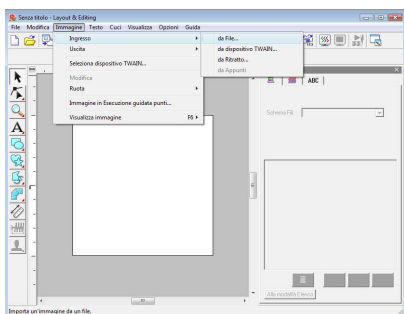 Senza titolo - Layout & Editing
File Modifica Immagine Testo Cuci Visualizza Opzioni Guida
Ingresso
Uscita
Seleziona dispositivo TWAIN...
Modifica
Ruota
Immagine in Esecuzione guidate punti...
Visualizza immagine F6
da File...
da dispositivo TWAIN...
da Ritratto...
da Appunti
ABC
Schema Fili:
A
Alla modalità Elenco
Importa un'immagine da un file.